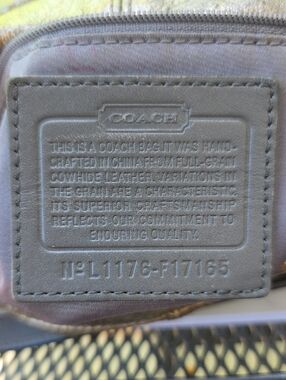 COACH
THIS IS A COACH BAG. IT WAS HAND-
CRAFTED IN CHINA FROM FULL-GRAIN
COWHIDE LEATHER. VARIATIONS IN
THE GRAIN ARE A CHARACTERISTIC.
ITS SUPERIOR CRAFTSMANSHIP
REFLECTS OUR COMMITMENT TO
ENDURING QUALITY.
Nº L1176-F17165